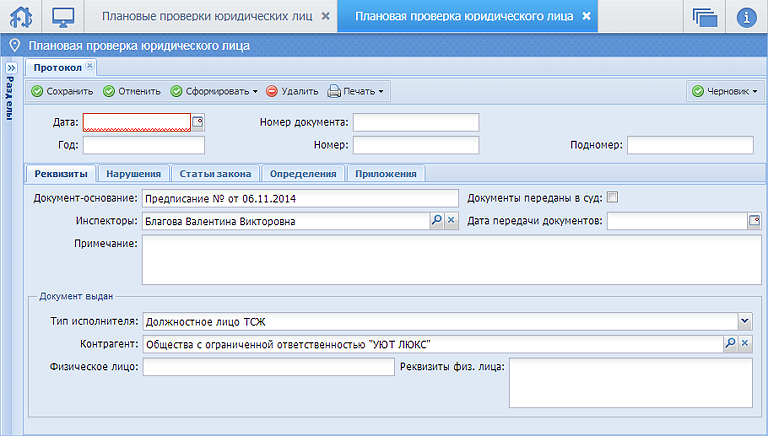 Плановые проверки юридических лиц
Плановая проверка юридического лица
Плановая проверка юридического лица
Разделы
Протокол
Сохранить Отменить Сформировать Удалить Печать Черновик
Дата: Номер документа:
Год: Номер: Подномер:
Реквизиты Нарушения Статьи закона Определения Приложения
Документ-основание: Предписание № от 06.11.2014 Документы переданы в суд:
Инспекторы: Благова Валентина Викторовна Дата передачи документов:
Примечание:
Документ выдан
Тип исполнителя: Должностное лицо ТСЖ
Контрагент: Общества с ограниченной ответственностью "УЮТ ЛЮКС"
Физическое лицо: Реквизиты физ. лица: